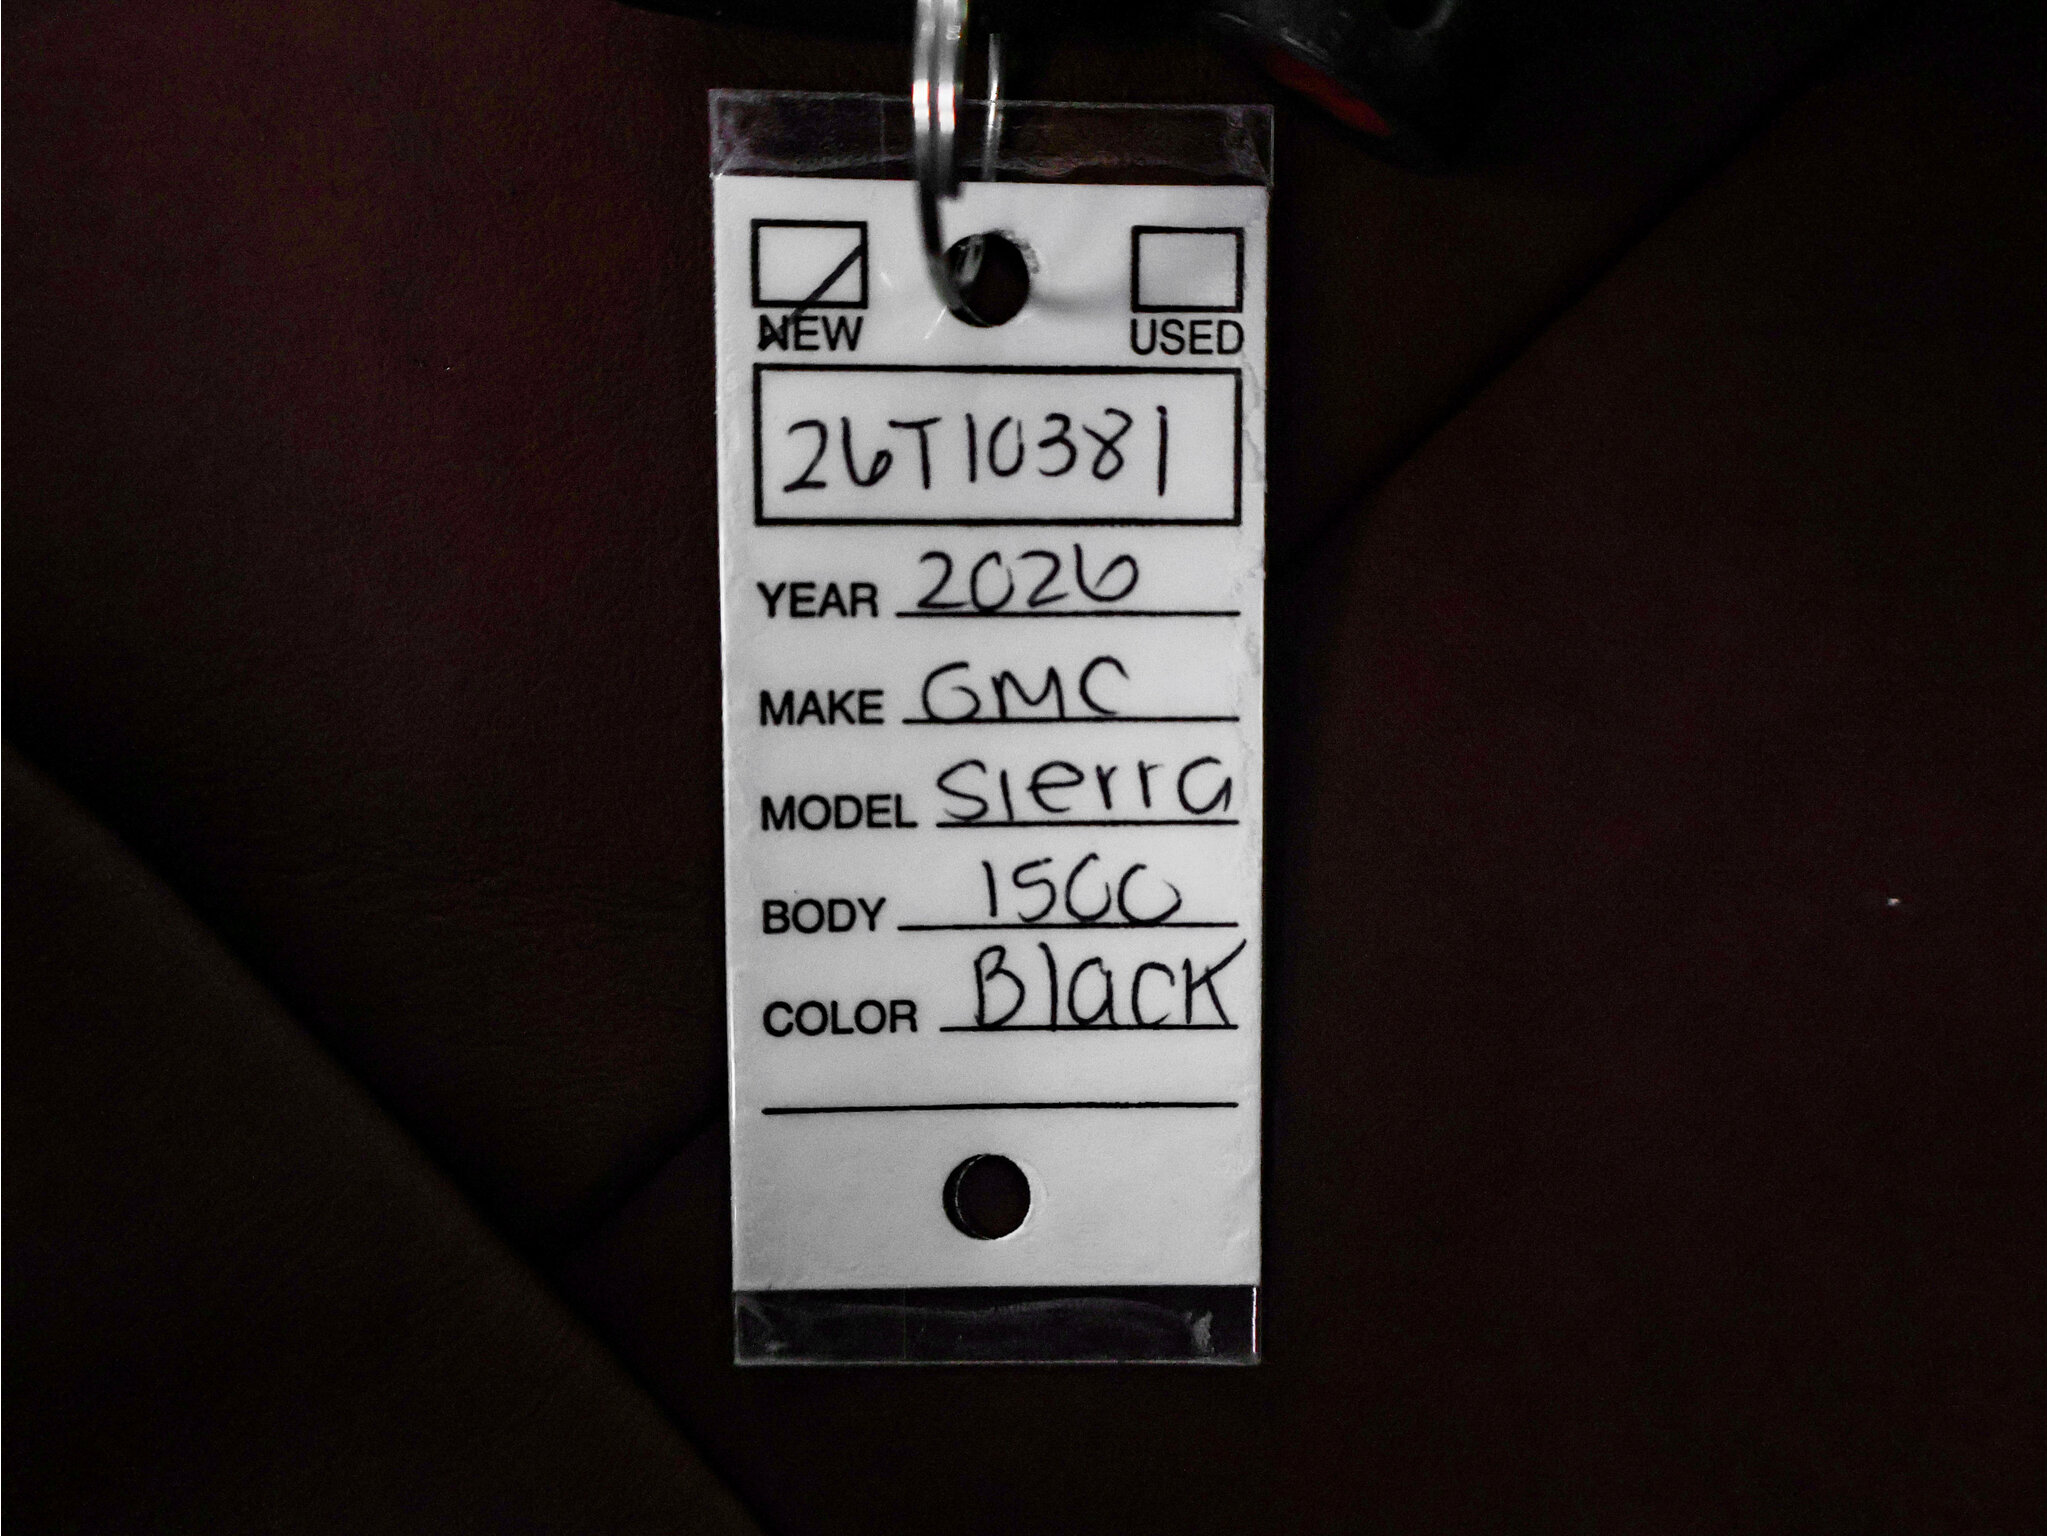 NEW USED
26T10381
YEAR 2026
MAKE GMC
MODEL Sierra
BODY 1500
COLOR Black